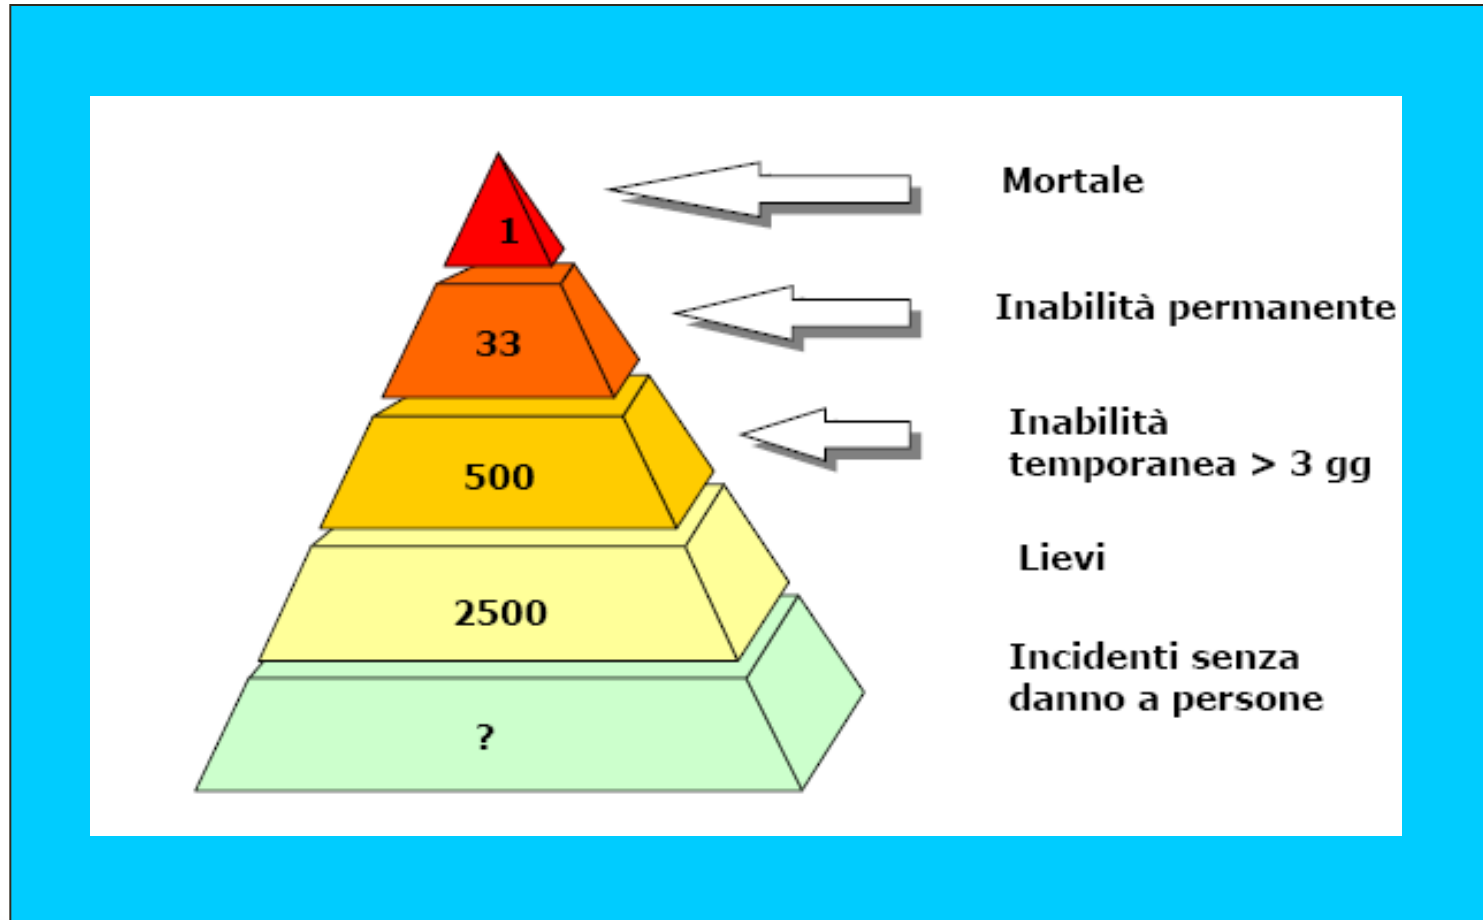 1
Mortale
33
Inabilità permanente
500
Inabilità
temporanea > 3 gg
2500
Lievi
?
Incidenti senza
danno a persone